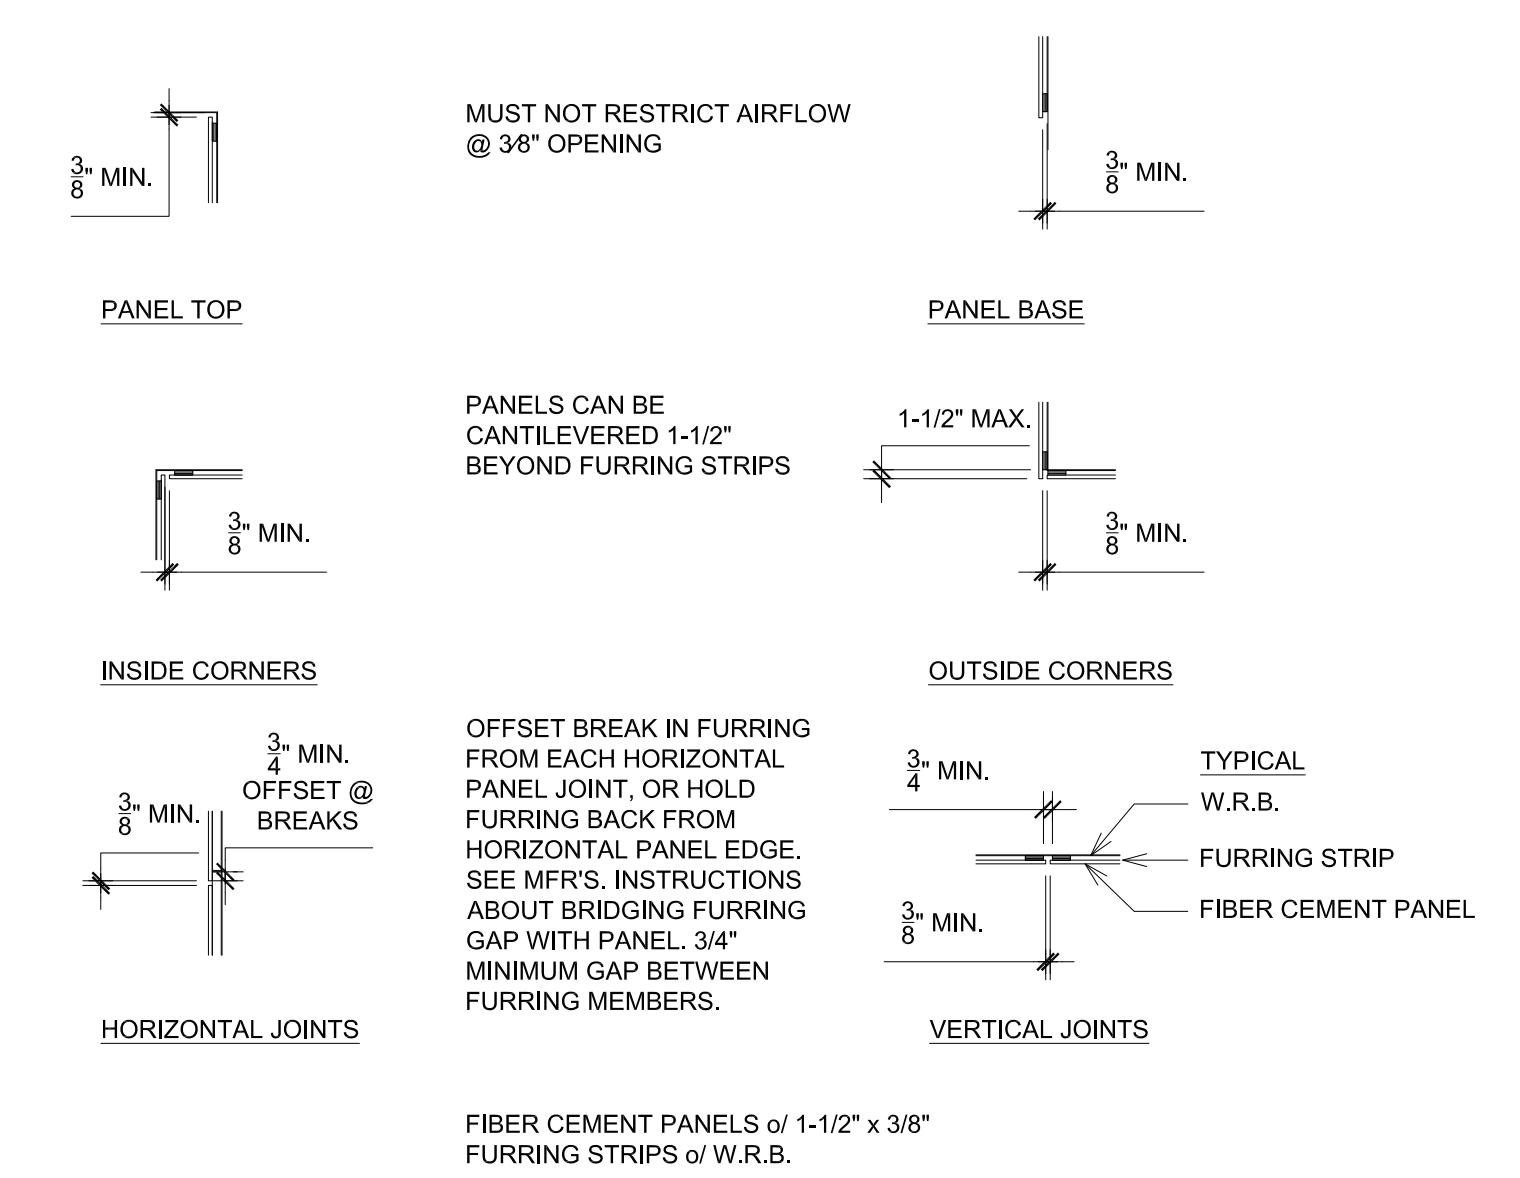 MUST NOT RESTRICT AIRFLOW
@ 3⁄8" OPENING
3/8" MIN.
3/8" MIN.
PANEL TOP
PANEL BASE
PANELS CAN BE
CANTILEVERED 1-1/2"
BEYOND FURRING STRIPS
1-1/2" MAX.
3/8" MIN.
3/8" MIN.
INSIDE CORNERS
OUTSIDE CORNERS
3/4" MIN.
OFFSET @
BREAKS
3/8" MIN.
HORIZONTAL JOINTS
OFFSET BREAK IN FURRING
FROM EACH HORIZONTAL
PANEL JOINT, OR HOLD
FURRING BACK FROM
HORIZONTAL PANEL EDGE.
SEE MFR'S. INSTRUCTIONS
ABOUT BRIDGING FURRING
GAP WITH PANEL. 3/4"
MINIMUM GAP BETWEEN
FURRING MEMBERS.
3/4" MIN.
TYPICAL
W.R.B.
FURRING STRIP
FIBER CEMENT PANEL
3/8" MIN.
VERTICAL JOINTS
FIBER CEMENT PANELS o/ 1-1/2" x 3/8"
FURRING STRIPS o/ W.R.B.